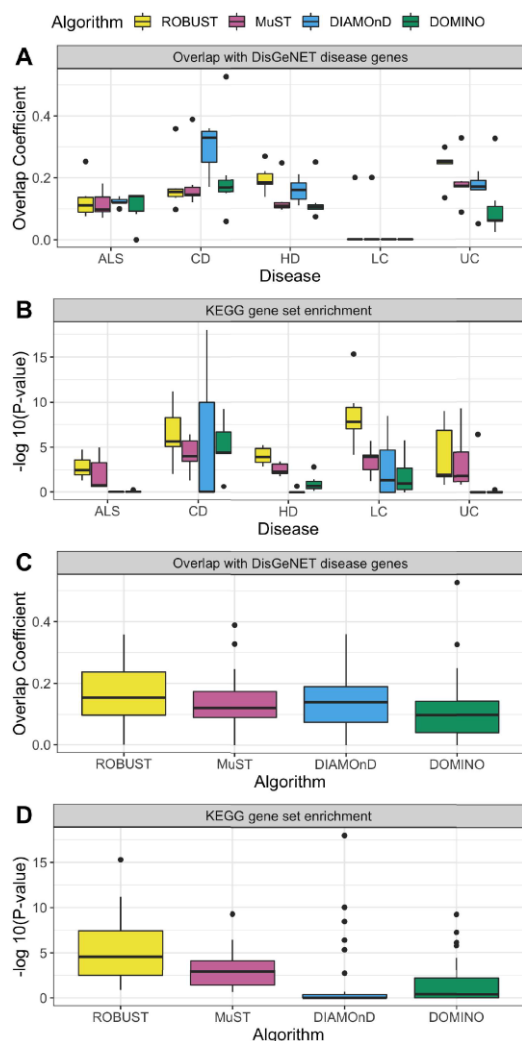 Algorithm ROBUST MuST DIAMOnD DOMINO
A
Overlap with DisGeNET disease genes
Overlap Coefficient
0.4
0.2
0.0
ALS CD HD LC UC
Disease
B
KEGG gene set enrichment
-log 10(P-value)
15
10
5
0
ALS CD HD LC UC
Disease
C
Overlap with DisGeNET disease genes
Overlap Coefficient
0.4
0.2
0.0
ROBUST MuST DIAMOnD DOMINO
Algorithm
D
KEGG gene set enrichment
-log 10(P-value)
15
10
5
0
ROBUST MuST DIAMOnD DOMINO
Algorithm